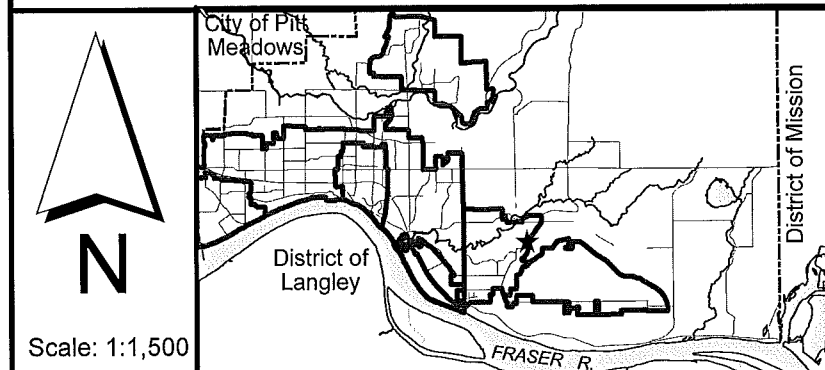 City of Pitt
Meadows
District of Mission
District of
Langley
N
Scale: 1:1,500
FRASER R.